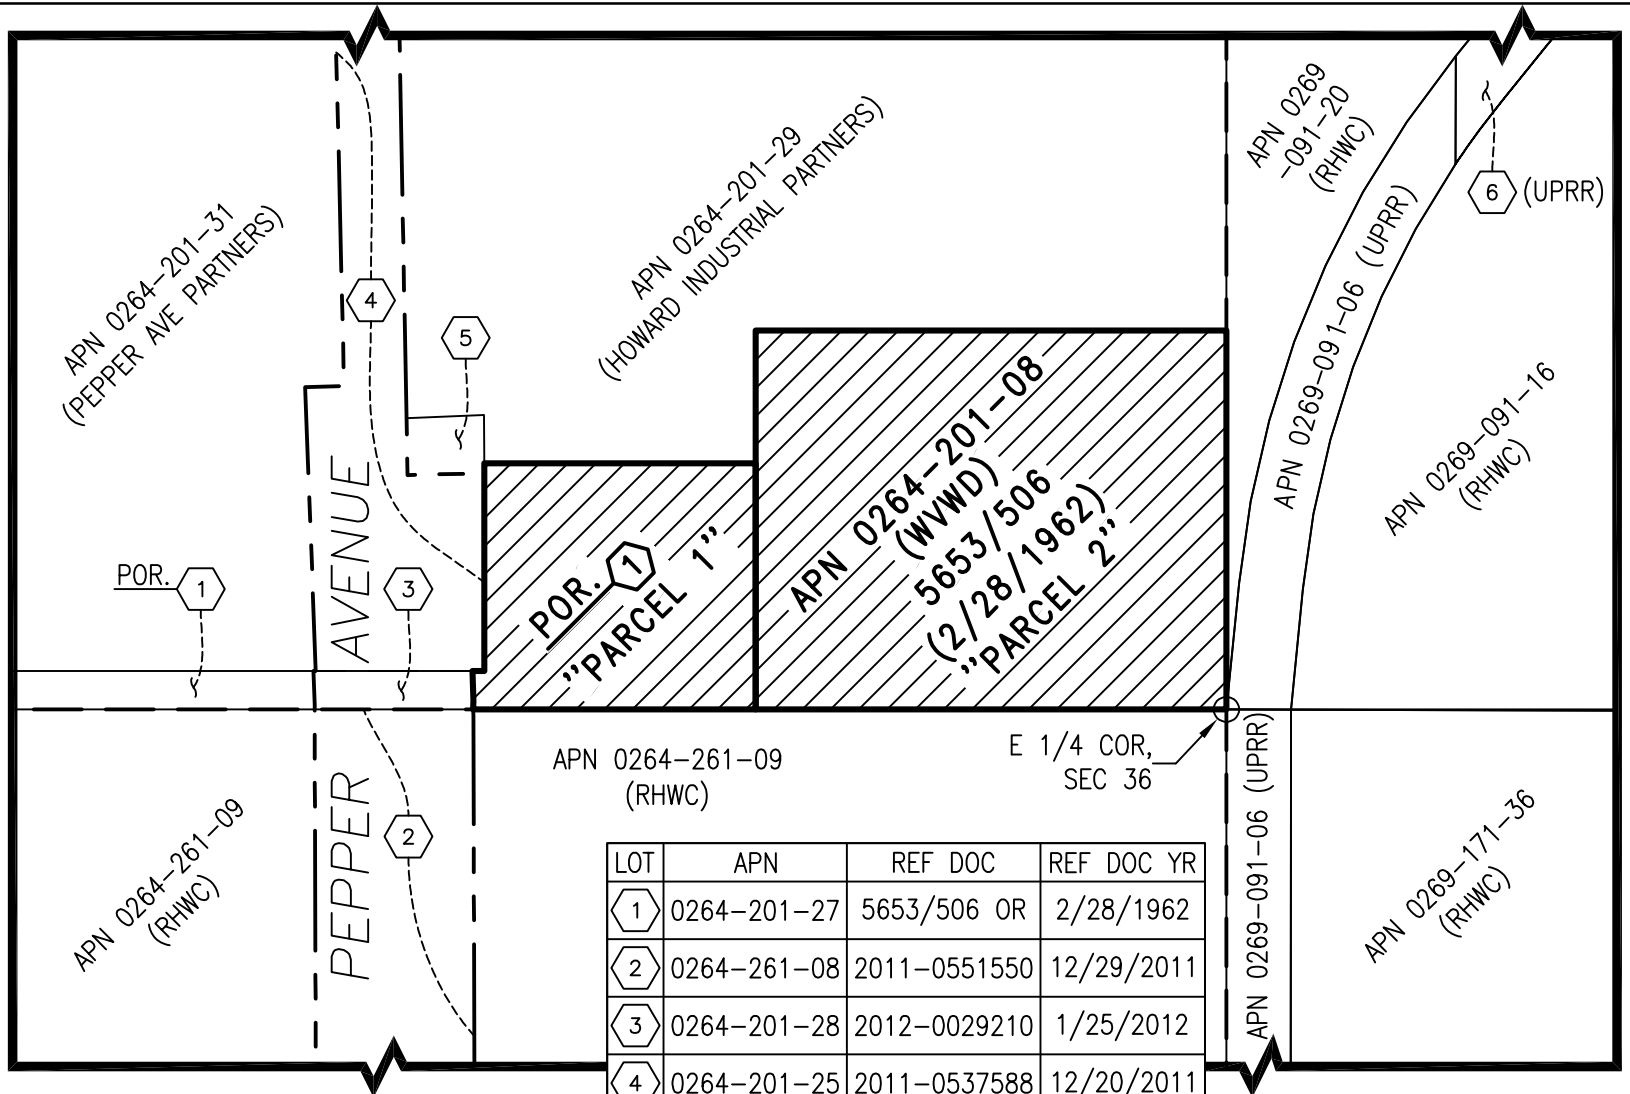 APN 0264-201-31
(PEPPER AVE PARTNERS)
4
5
APN 0264-201-29
(HOWARD INDUSTRIAL PARTNERS)
APN 0269
-091-20
(RHWC)
6 (UPRR)
APN 0269-091-06 (UPRR)
APN 0269-091-16
(RHWC)
POR. 1
3
PEPPER AVENUE
POR. 1
"PARCEL 1"
APN 0264-201-08
(WVWD)
5653/506
(2/28/1962)
"PARCEL 2"
APN 0264-261-09
(RHWC)
E 1/4 COR,
SEC 36
APN 0264-261-09
(RHWC)
2
APN 0269-091-06 (UPRR)
APN 0269-171-36
(RHWC)
LOT APN REF DOC REF DOC YR
1 0264-201-27 5653/506 OR 2/28/1962
2 0264-261-08 2011-0551550 12/29/2011
3 0264-201-28 2012-0029210 1/25/2012
4 0264-201-25 2011-0537588 12/20/2011